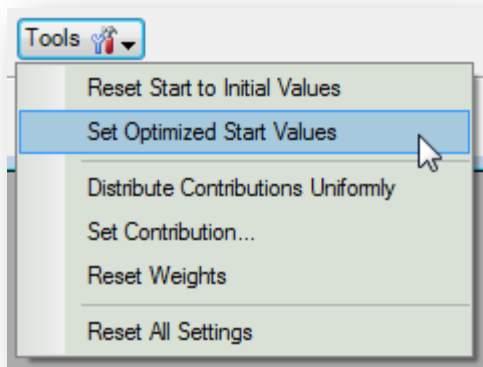 Tools
Reset Start to Initial Values
Set Optimized Start Values
Distribute Contributions Uniformly
Set Contribution...
Reset Weights
Reset All Settings